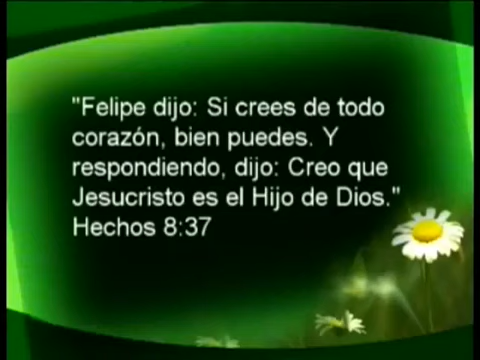 "Felipe dijo: Si crees de todo
corazón, bien puedes. Y
respondiendo, dijo: Creo que
Jesucristo es el Hijo de Dios."
Hechos 8:37